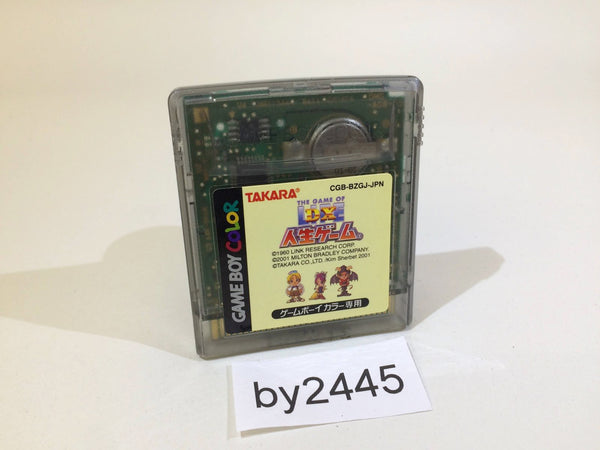 TAKARA®
CGB-BZGJ-JPN
THE GAME OF
LIFE DX
人生ゲーム
©1960 LINK RESEARCH CORP.
©2001 MILTON BRADLEY COMPANY.
©TAKARA CO.,LTD. /Kim Sherbet 2001
ゲームボーイカラー専用
GAME BOY COLOR
by2445